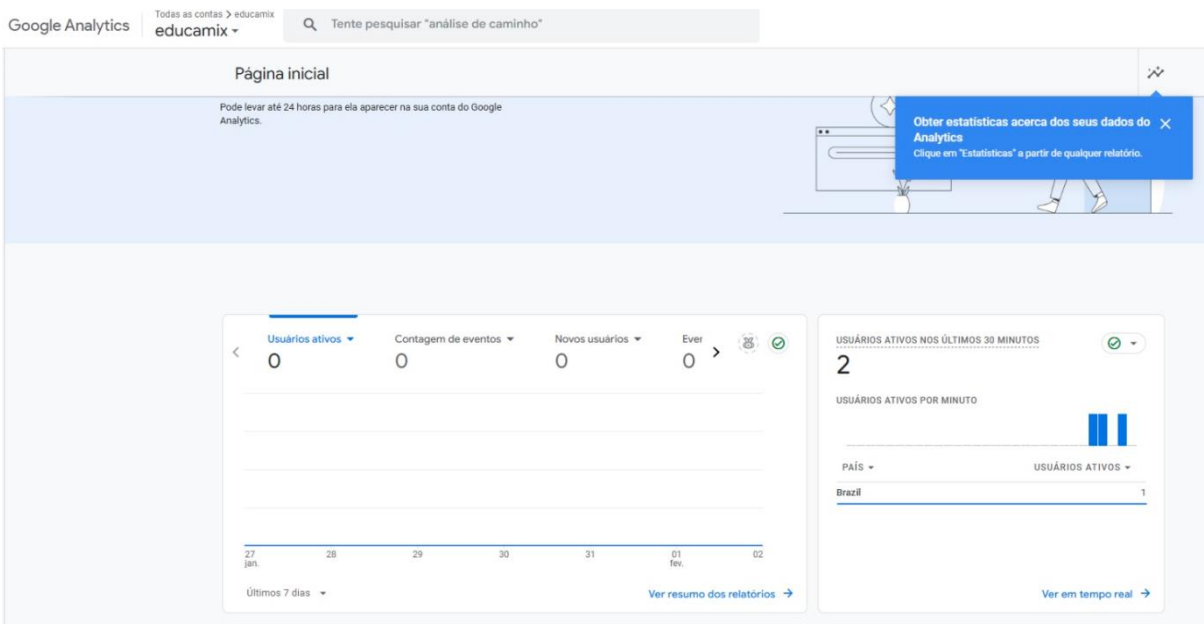 Google Analytics
Todas as contas > educamix
educamix
Tente pesquisar "análise de caminho"
Página inicial
Pode levar até 24 horas para ela aparecer na sua conta do Google
Analytics.
Obter estatísticas acerca dos seus dados do
Analytics
Clique em "Estatísticas" a partir de qualquer relatório.
Usuários ativos
0
Contagem de eventos
0
Novos usuários
0
Ever
0
27
jan.
28
29
30
31
01
fev.
02
Últimos 7 dias
Ver resumo dos relatórios
USUÁRIOS ATIVOS NOS ÚLTIMOS 30 MINUTOS
2
USUÁRIOS ATIVOS POR MINUTO
PAÍS
USUÁRIOS ATIVOS
Brazil
1
Ver em tempo real